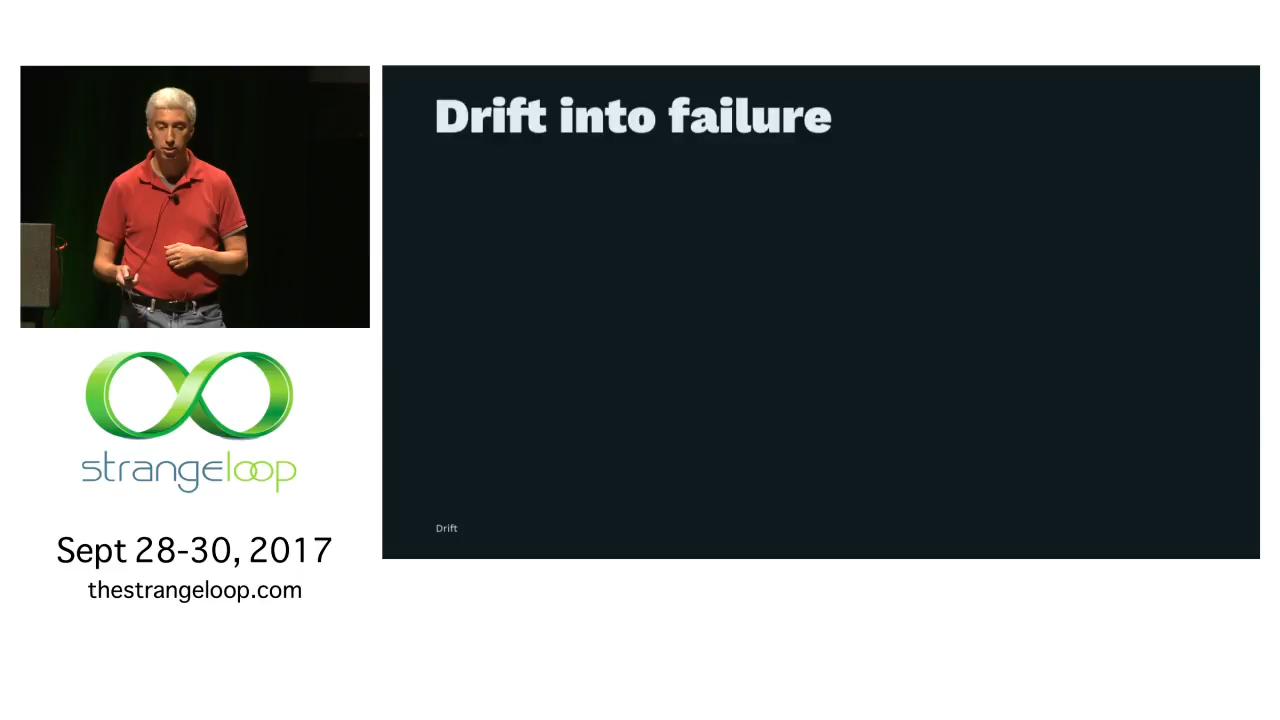 Drift into failure
Drift
strangeloop
Sept 28-30, 2017
thestrangeloop.com